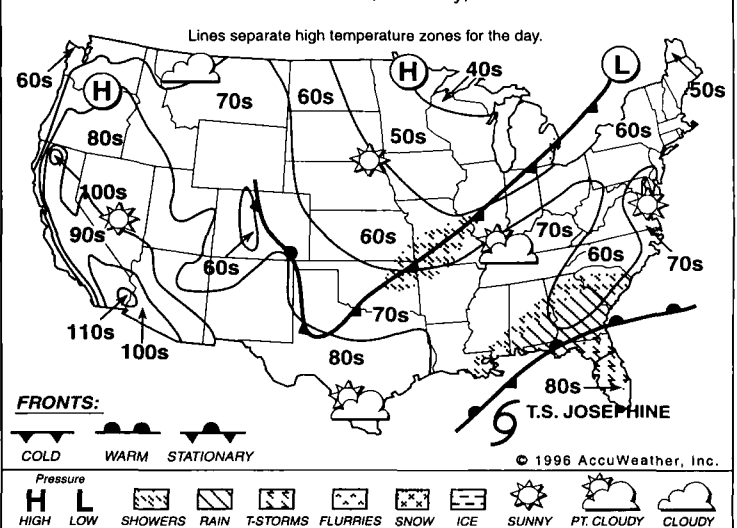 Lines separate high temperature zones for the day.
60s
H
H
40s
L
50s
70s
60s
80s
50s
60s
100s
90s
60s
60s
70s
60s
70s
110s
100s
70s
80s
80s
T.S. JOSEPHINE
FRONTS:
COLD WARM STATIONARY
© 1996 AccuWeather, Inc.
Pressure
H L
HIGH LOW SHOWERS RAIN T-STORMS FLURRIES SNOW ICE SUNNY PT. CLOUDY CLOUDY